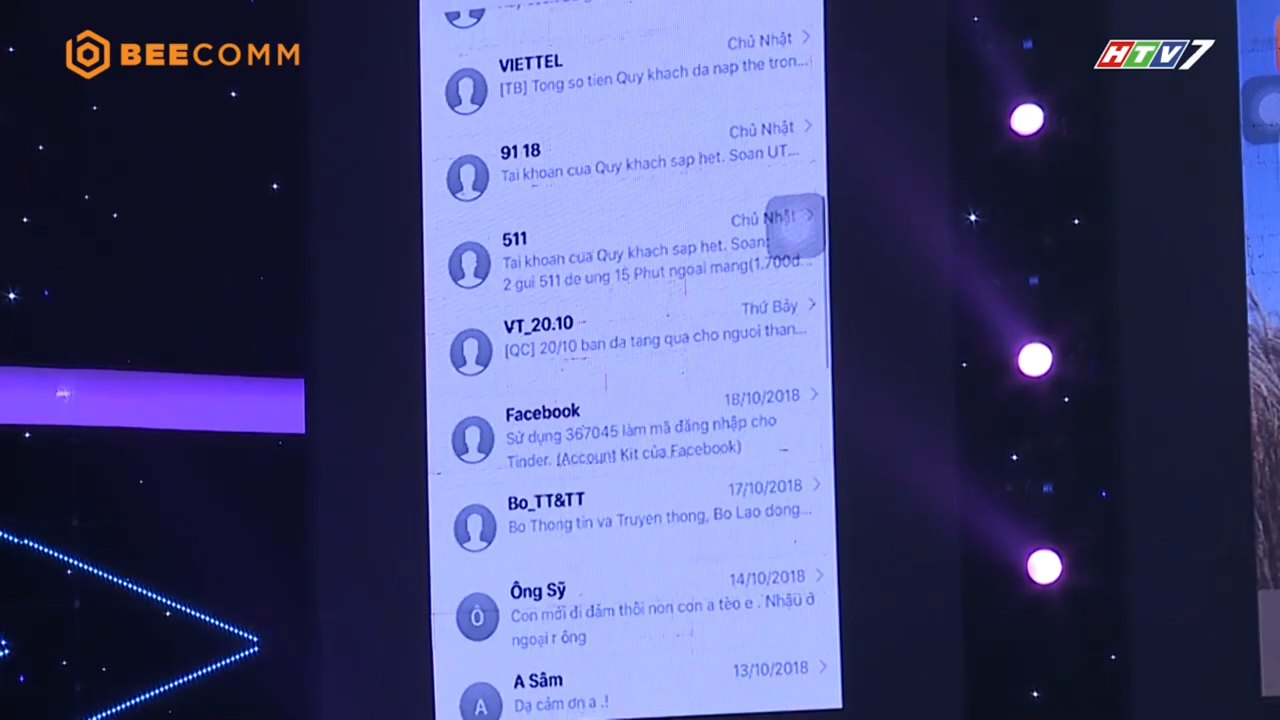 BEECOMM
HTV7
VIETTEL
Chủ Nhật
[TB] Tong so tien Quy khach da nap the tron...
91 18
Chủ Nhật
Tai khoan cua Quy khach sap het. Soan UT...
511
Chủ Nhật
Tai khoan cua Quy khach sap het. Soan:
2 gui 511 de ung 15 Phut ngoai mang(1.700d...
VT_20.10
Thứ Bảy
[QC] 20/10 ban da tang qua cho nguoi than...
Facebook
18/10/2018
Sử dụng 367045 làm mã đăng nhập cho
Tinder. (Account Kit của Facebook)
Bo_TT&TT
17/10/2018
Bo Thong tin va Truyen thong, Bo Lao dong...
Ông Sỹ
14/10/2018
Ô
Con mới đi đám thôi nôn con a tèo e . Nhậu ở
ngoại r ông
A Sâm
13/10/2018
A
Dạ cảm ơn a .!